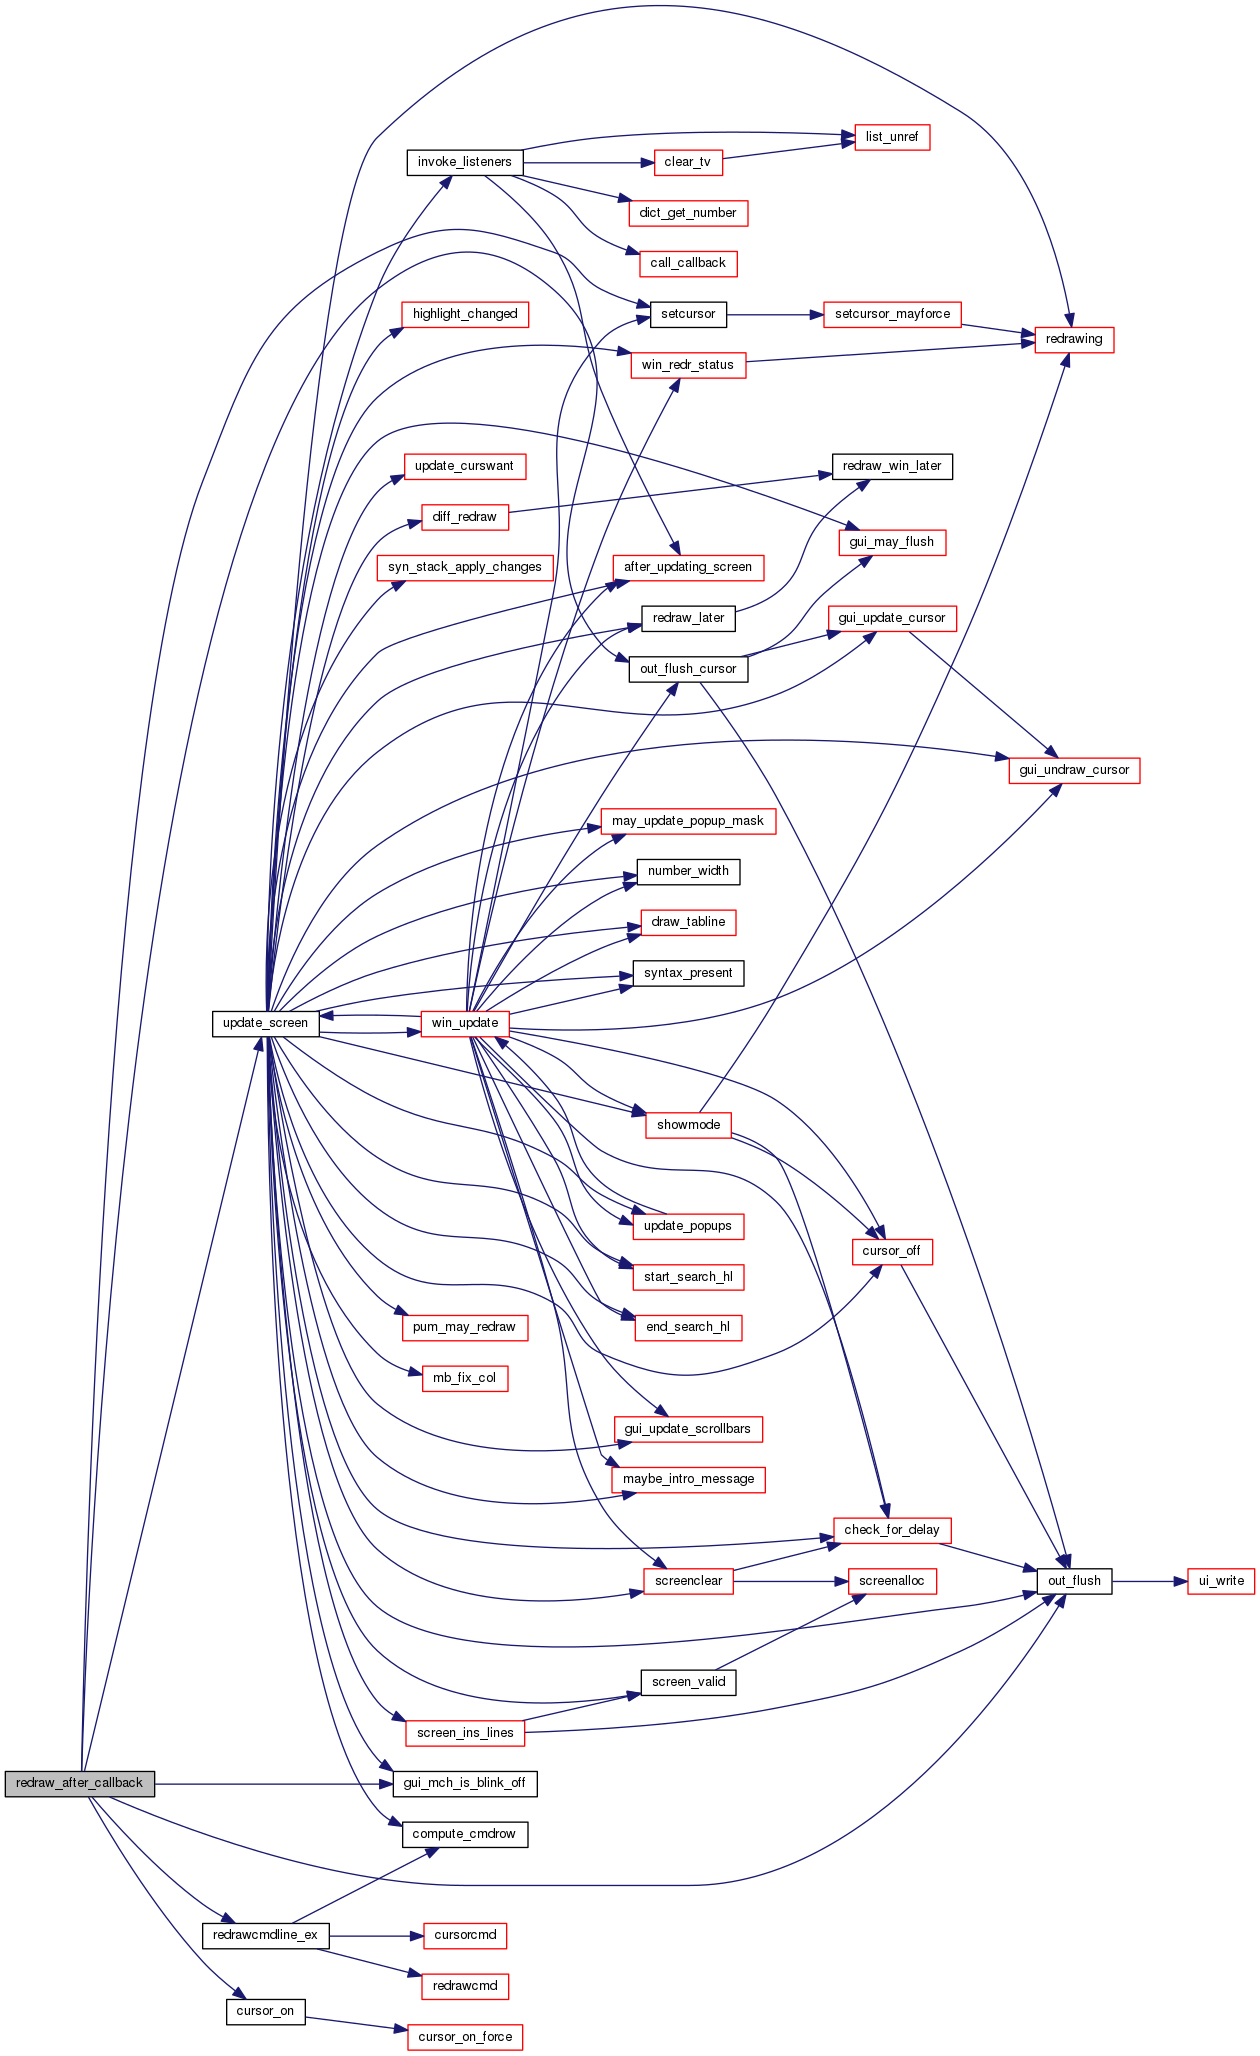 list_unref
invoke_listeners
clear_tv
dict_get_number
call_callback
highlight_changed
setcursor
setcursor_mayforce
redrawing
win_redr_status
update_curswant
redraw_win_later
diff_redraw
gui_may_flush
syn_stack_apply_changes
after_updating_screen
redraw_later
gui_update_cursor
out_flush_cursor
gui_undraw_cursor
may_update_popup_mask
number_width
draw_tabline
syntax_present
update_screen
win_update
showmode
update_popups
cursor_off
start_search_hl
pum_may_redraw
end_search_hl
mb_fix_col
gui_update_scrollbars
maybe_intro_message
check_for_delay
screenclear
screenalloc
out_flush
ui_write
screen_valid
screen_ins_lines
redraw_after_callback
gui_mch_is_blink_off
compute_cmdrow
redrawcmdline_ex
cursorcmd
redrawcmd
cursor_on
cursor_on_force